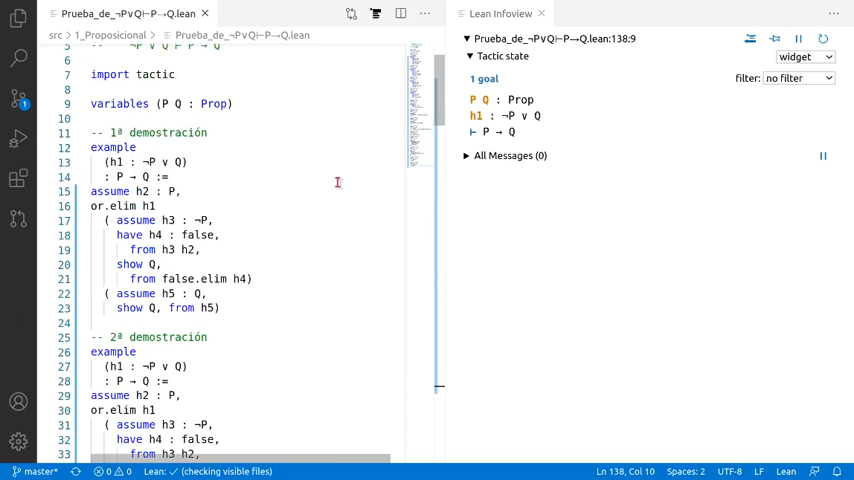 Prueba_de_¬P∨Q⊢P→Q.lean
Lean Infoview
src > 1_Proposicional > Prueba_de_¬P∨Q⊢P→Q.lean
5 -- ¬P ∨ Q ⊢ P → Q
6
7 import tactic
8
9 variables (P Q : Prop)
10
11 -- 1ª demostración
12 example
13 (h1 : ¬P ∨ Q)
14 : P → Q :=
15 assume h2 : P,
16 or.elim h1
17 ( assume h3 : ¬P,
18 have h4 : false,
19 from h3 h2,
20 show Q,
21 from false.elim h4)
22 ( assume h5 : Q,
23 show Q, from h5)
24
25 -- 2ª demostración
26 example
27 (h1 : ¬P ∨ Q)
28 : P → Q :=
29 assume h2 : P,
30 or.elim h1
31 ( assume h3 : ¬P,
32 have h4 : false,
33 from h3 h2,
Prueba_de_¬P∨Q⊢P→Q.lean:138:9
Tactic state
widget
1 goal
filter: no filter
P Q : Prop
h1 : ¬P ∨ Q
⊢ P → Q
All Messages (0)
1
master*
0 0
Lean: ✓ (checking visible files)
Ln 138, Col 10
Spaces: 2
UTF-8
LF
Lean